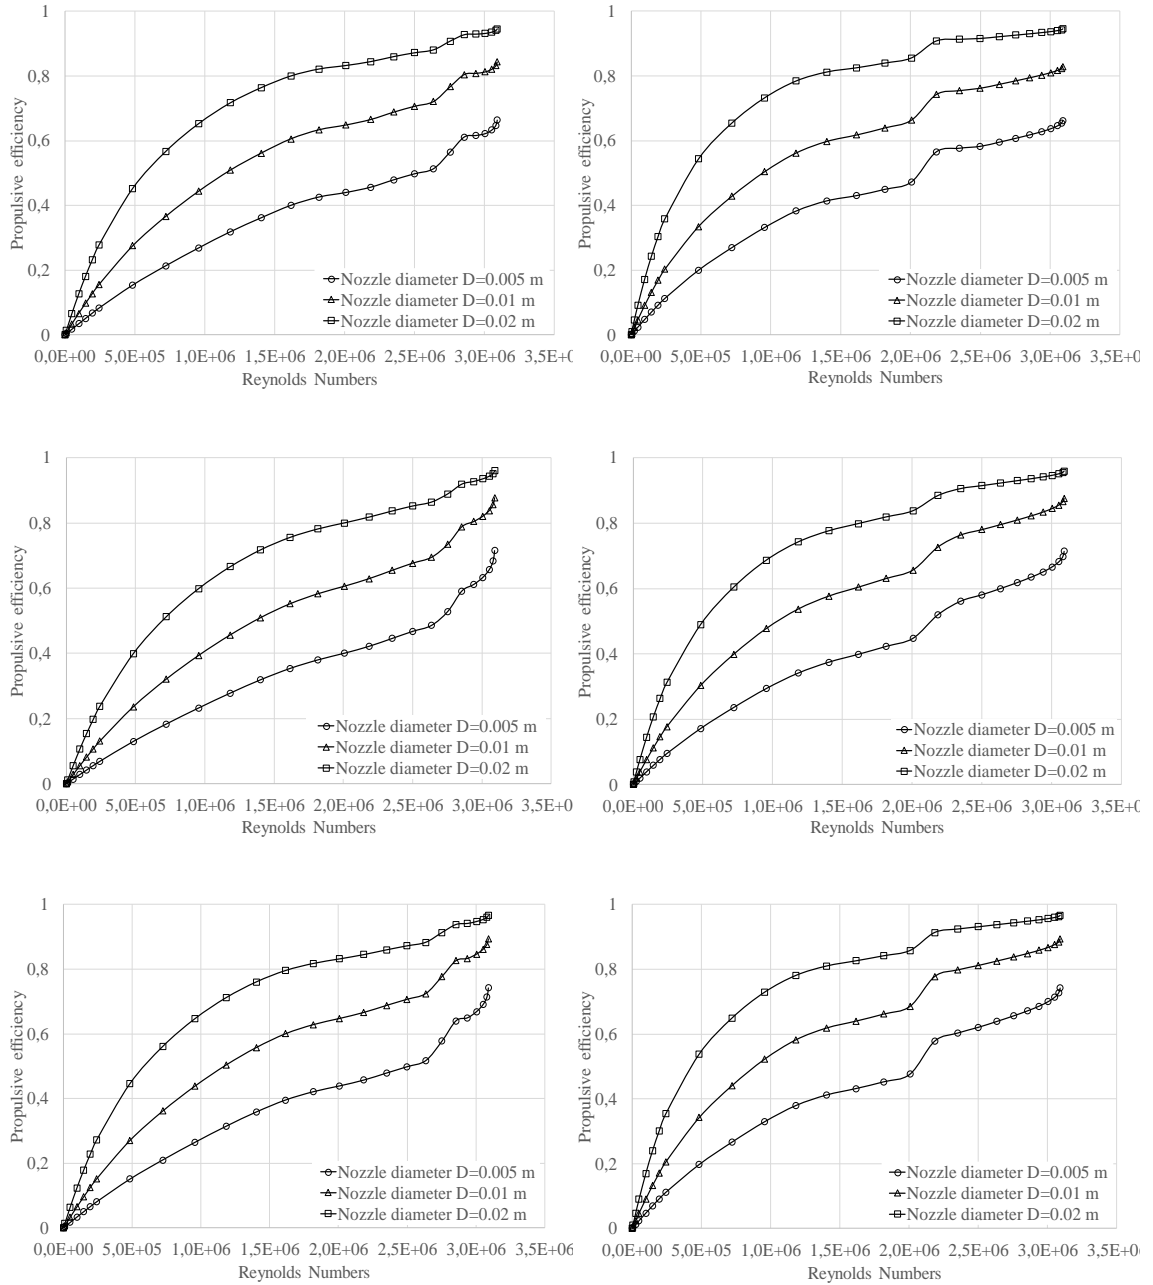 Propulsive efficiency
1
0,8
0,6
0,4
0,2
0
Nozzle diameter D=0.005 m
Nozzle diameter D=0.01 m
Nozzle diameter D=0.02 m
0,0E+00 5,0E+05 1,0E+06 1,5E+06 2,0E+06 2,5E+06 3,0E+06 3,5E+0
Reynolds Numbers
Propulsive efficiency
1
0,8
0,6
0,4
0,2
0
Nozzle diameter D=0.005 m
Nozzle diameter D=0.01 m
Nozzle diameter D=0.02 m
0,0E+00 5,0E+05 1,0E+06 1,5E+06 2,0E+06 2,5E+06 3,0E+06 3,5E+0
Reynolds Numbers
Propulsive efficiency
1
0,8
0,6
0,4
0,2
0
Nozzle diameter D=0.005 m
Nozzle diameter D=0.01 m
Nozzle diameter D=0.02 m
0,0E+00 5,0E+05 1,0E+06 1,5E+06 2,0E+06 2,5E+06 3,0E+06 3,5E+0
Reynolds Numbers
Propulsive efficiency
1
0,8
0,6
0,4
0,2
0
Nozzle diameter D=0.005 m
Nozzle diameter D=0.01 m
Nozzle diameter D=0.02 m
0,0E+00 5,0E+05 1,0E+06 1,5E+06 2,0E+06 2,5E+06 3,0E+06 3,5E+0
Reynolds Numbers
Propulsive efficiency
1
0,8
0,6
0,4
0,2
0
Nozzle diameter D=0.005 m
Nozzle diameter D=0.01 m
Nozzle diameter D=0.02 m
0,0E+00 5,0E+05 1,0E+06 1,5E+06 2,0E+06 2,5E+06 3,0E+06 3,5E+06
Reynolds Numbers
Propulsive efficiency
1
0,8
0,6
0,4
0,2
0
Nozzle diameter D=0.005 m
Nozzle diameter D=0.01 m
Nozzle diameter D=0.02 m
0,0E+00 5,0E+05 1,0E+06 1,5E+06 2,0E+06 2,5E+06 3,0E+06 3,5E+0
Reynolds Numbers